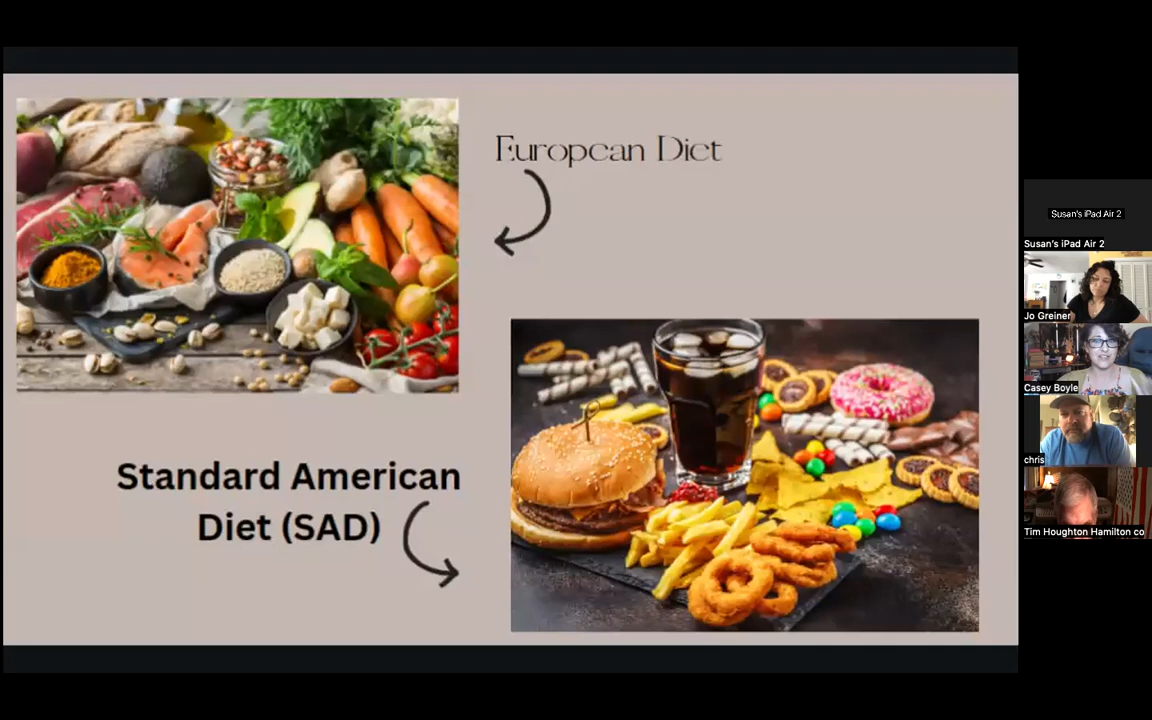 European Diet
Standard American
Diet (SAD)
Susan's iPad Air 2
Susan's iPad Air 2
Jo Greiner
Casey Boyle
chris
Tim Houghton Hamilton co